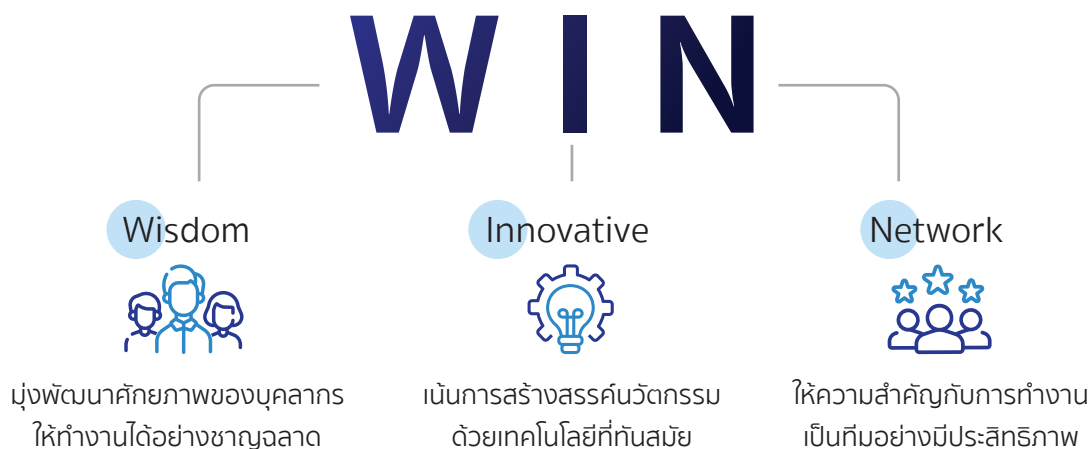 WIN
Wisdom
มุ่งพัฒนาศักยภาพของบุคลากร
ให้ทำงานได้อย่างชาญฉลาด
Innovative
เน้นการสร้างสรรค์นวัตกรรม
ด้วยเทคโนโลยีที่ทันสมัย
Network
ให้ความสำคัญกับการทำงาน
เป็นทีมอย่างมีประสิทธิภาพ